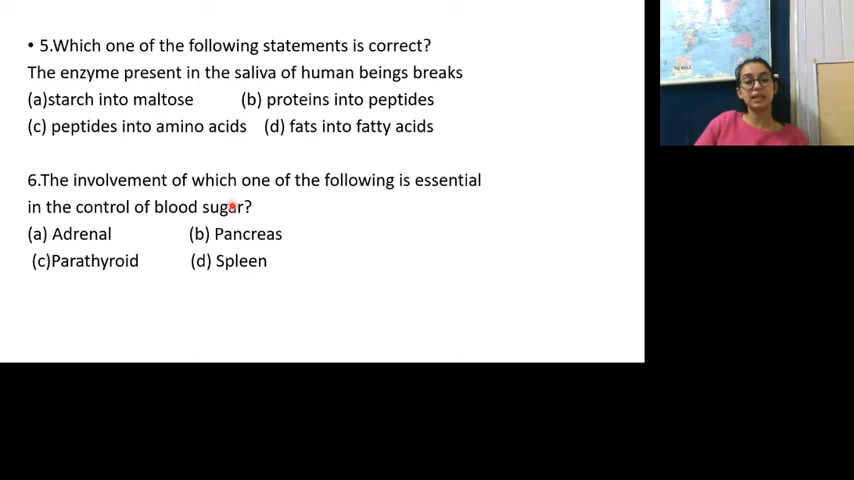 • 5.Which one of the following statements is correct?
The enzyme present in the saliva of human beings breaks
(a)starch into maltose (b) proteins into peptides
(c) peptides into amino acids (d) fats into fatty acids
6.The involvement of which one of the following is essential
in the control of blood sugar?
(a) Adrenal (b) Pancreas
(c)Parathyroid (d) Spleen